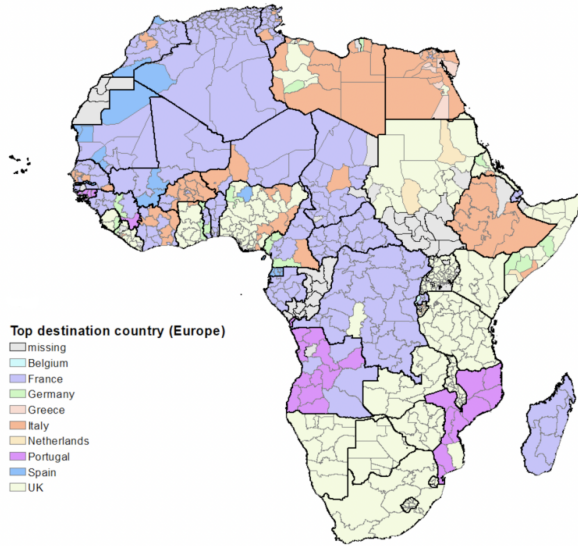 Top destination country (Europe)
missing
Belgium
France
Germany
Greece
Italy
Netherlands
Portugal
Spain
UK